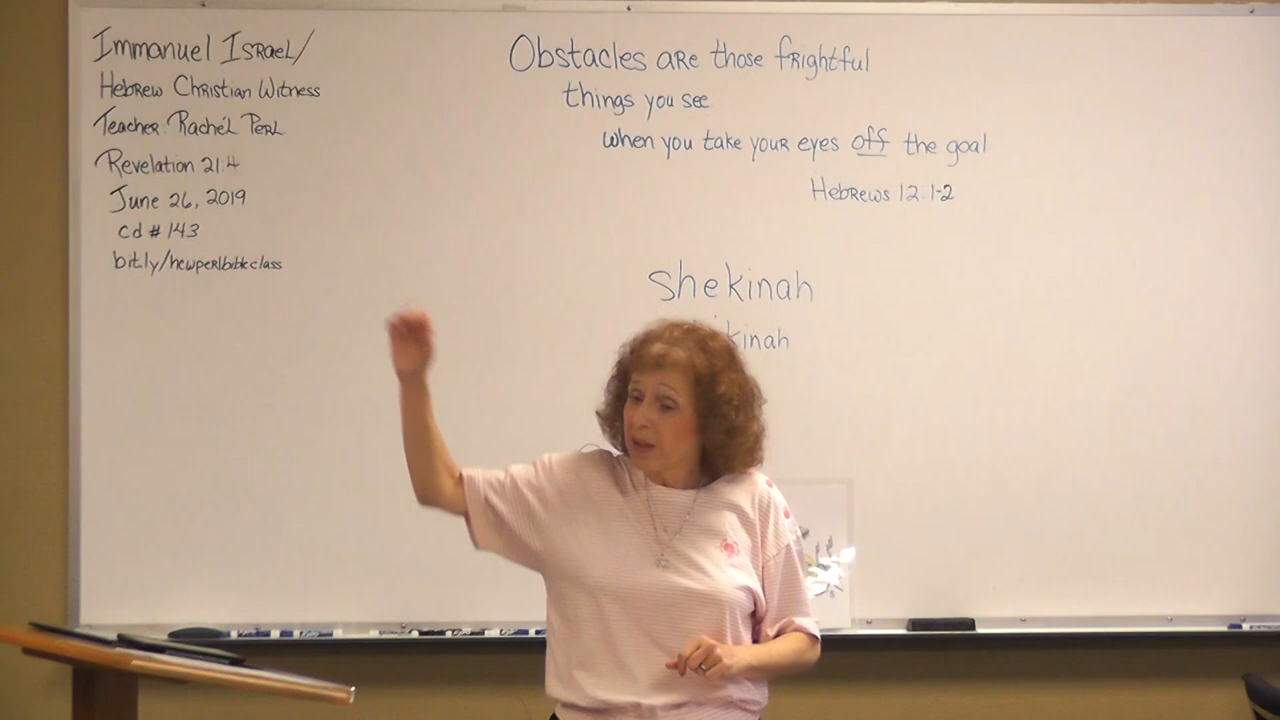 Immanuel Israel/
Hebrew Christian Witness
Teacher: Rachel Perl
Revelation 21:4
June 26, 2019
cd # 143
bit.ly/newperlbibleclass
Obstacles are those frightful
things you see
when you take your eyes off the goal
Hebrews 12:1-2
shekinah
kinah